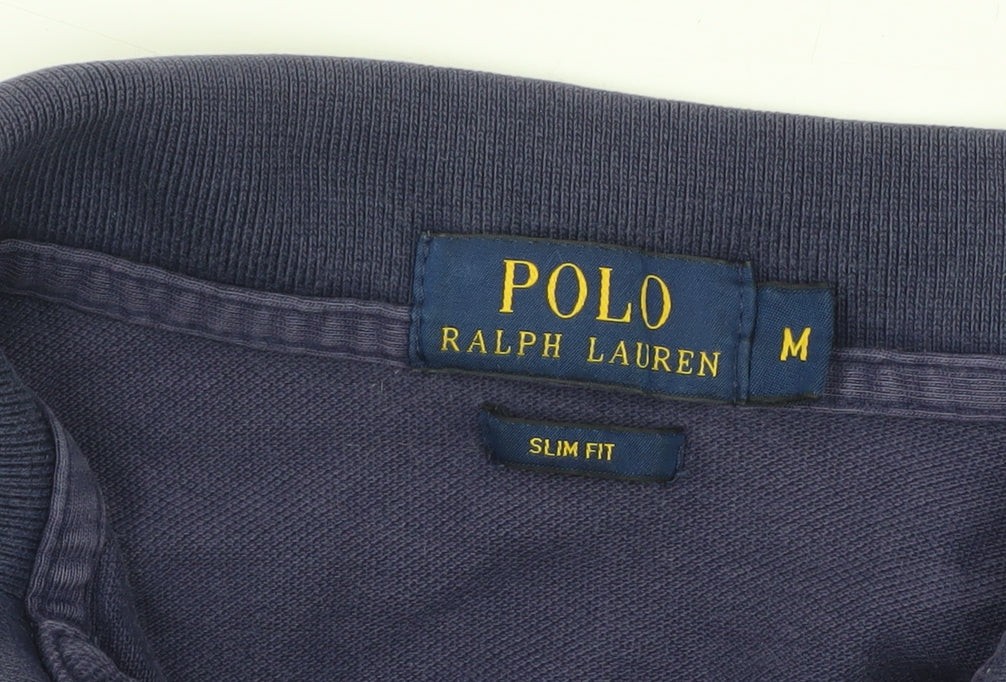 POLO
RALPH LAUREN
M
SLIM FIT